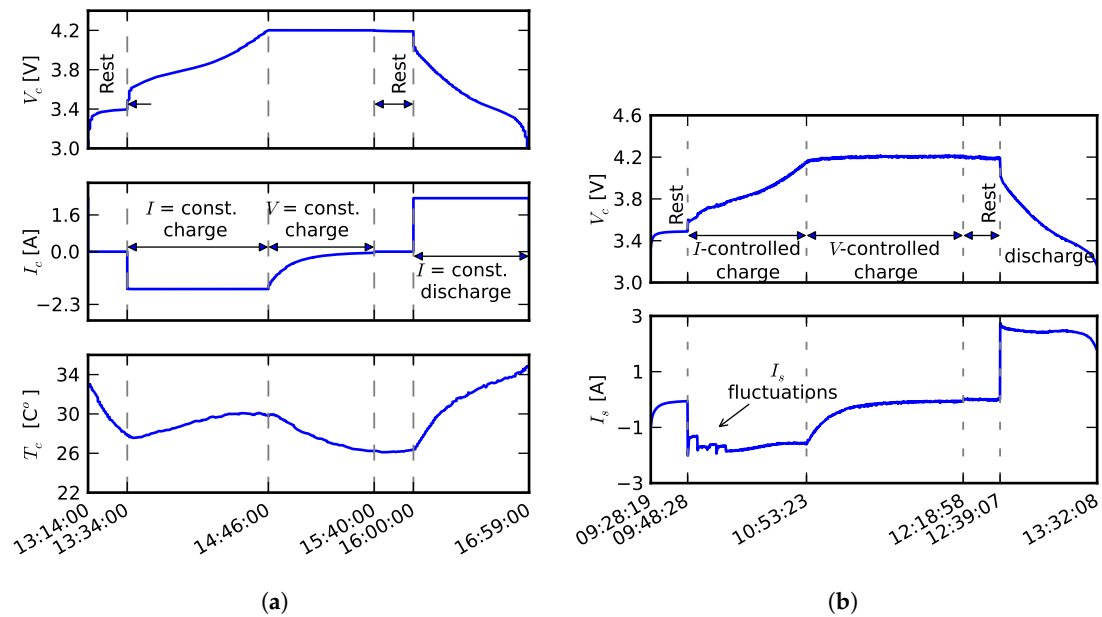 4.2
3.8
3.4
3.0
V_c [V]
Rest
Rest
1.6
0.0
−2.3
I_c [A]
I = const.
charge
V = const.
charge
I = const.
discharge
34
30
26
22
T_c [C^o ]
13:14:00
13:34:00
14:46:00
15:40:00
16:00:00
16:59:00
(a)
4.6
4.2
3.8
3.4
3.0
V_c [V]
Rest
Rest
I-controlled
charge
V-controlled
charge
discharge
3
1
−1
−3
I_s [A]
I_s
fluctuations
09:28:19
09:48:28
10:53:23
12:18:58
12:39:07
13:32:08
(b)